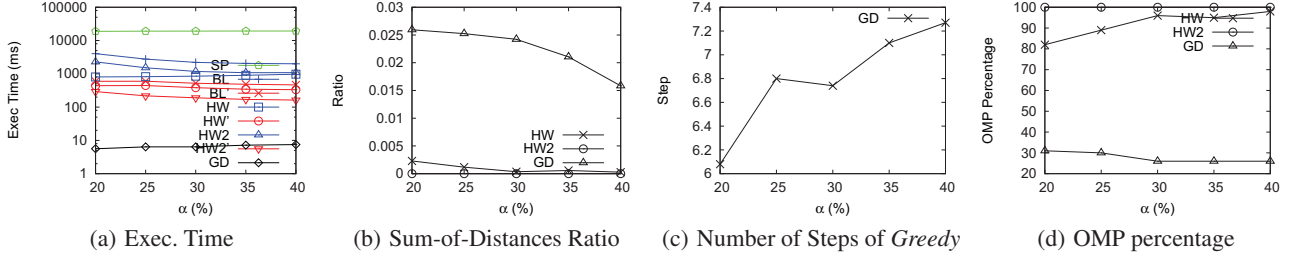 Exec Time (ms)
100000
10000
1000
100
10
1
20
25
30
35
40
α (%)
SP
BL
BL'
HW
HW'
HW2
HW2'
GD
(a) Exec. Time
Ratio
0.03
0.025
0.02
0.015
0.01
0.005
0
20
25
30
35
40
α (%)
HW
HW2
GD
(b) Sum-of-Distances Ratio
Step
7.4
7.2
7
6.8
6.6
6.4
6.2
6
20
25
30
35
40
α (%)
GD
(c) Number of Steps of Greedy
OMP Percentage
100
90
80
70
60
50
40
30
20
20
25
30
35
40
α (%)
HW
HW2
GD
(d) OMP percentage